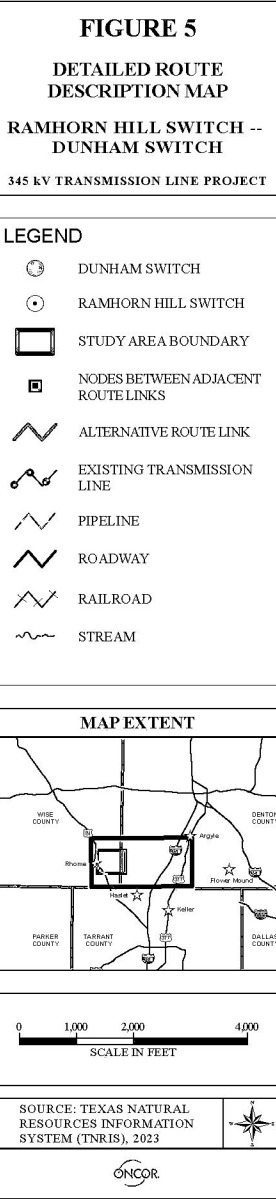 FIGURE 5
DETAILED ROUTE
DESCRIPTION MAP
RAMHORN HILL SWITCH --
DUNHAM SWITCH
345 kV TRANSMISSION LINE PROJECT
LEGEND
DUNHAM SWITCH
RAMHORN HILL SWITCH
STUDY AREA BOUNDARY
NODES BETWEEN ADJACENT
ROUTE LINKS
ALTERNATIVE ROUTE LINK
EXISTING TRANSMISSION
LINE
PIPELINE
ROADWAY
RAILROAD
STREAM
MAP EXTENT
WISE
COUNTY
DENTON
COUNTY
Argyle
Rhome
Flower Mound
Haslet
Keller
377
377
PARKER
COUNTY
TARRANT
COUNTY
DALLAS
COUNTY
0 1,000 2,000 4,000
SCALE IN FEET
SOURCE: TEXAS NATURAL
RESOURCES INFORMATION
SYSTEM (TNRIS), 2023
N
E
S
W
ONCOR